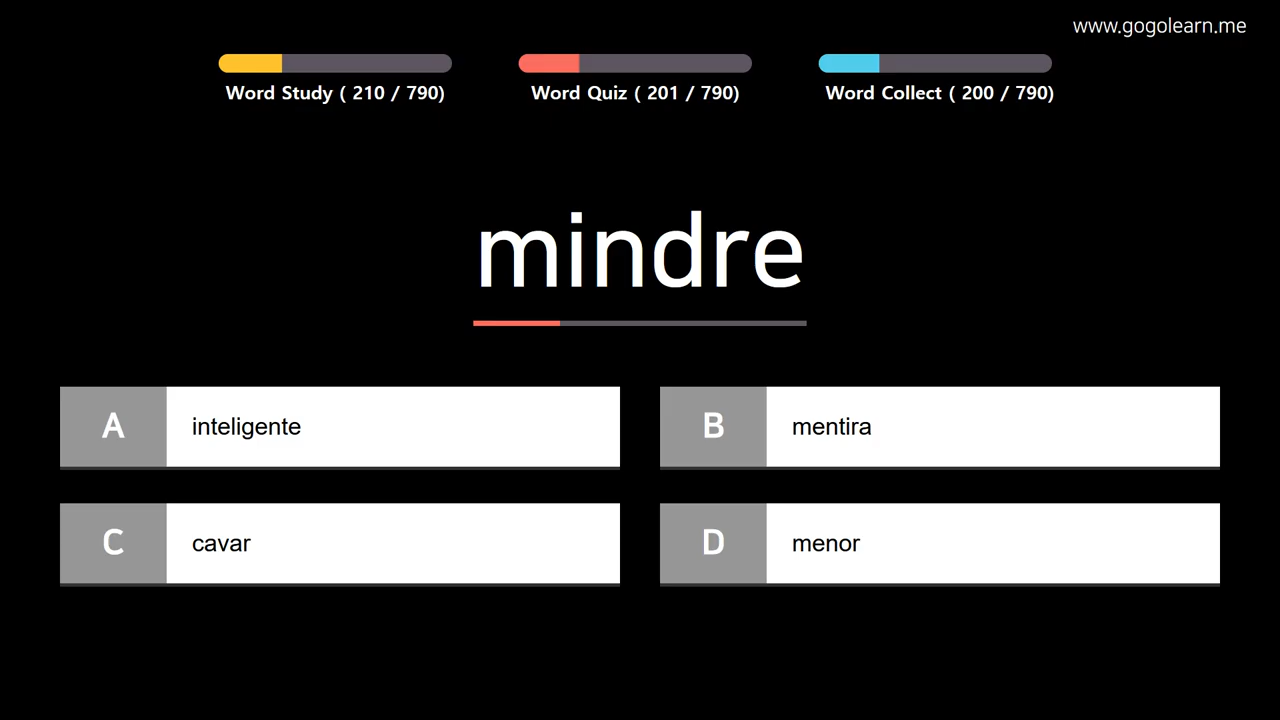 www.gogolearn.me
Word Study ( 210 / 790)
Word Quiz ( 201 / 790)
Word Collect ( 200 / 790)
mindre
A inteligente
B mentira
C cavar
D menor